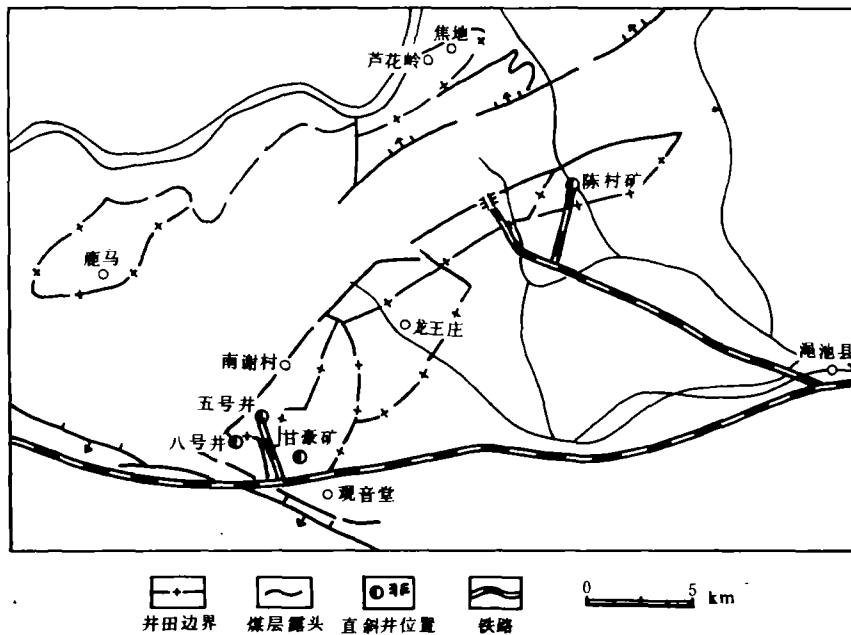 焦地
芦花岭
陈村矿
鹿马
龙王庄
渑池县
南谢村
五号井
八号井
甘壕矿
观音堂
0 5 km
井田边界
煤层露头
直斜井位置
铁路